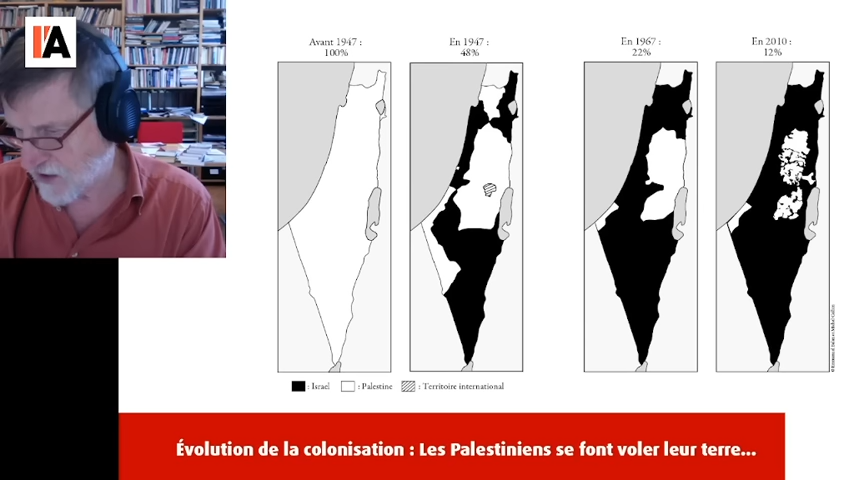 IA
Avant 1947 :
100%
En 1947 :
48%
En 1967 :
22%
En 2010 :
12%
: Israel
: Palestine
: Territoire international
Évolution de la colonisation : Les Palestiniens se font voler leur terre...